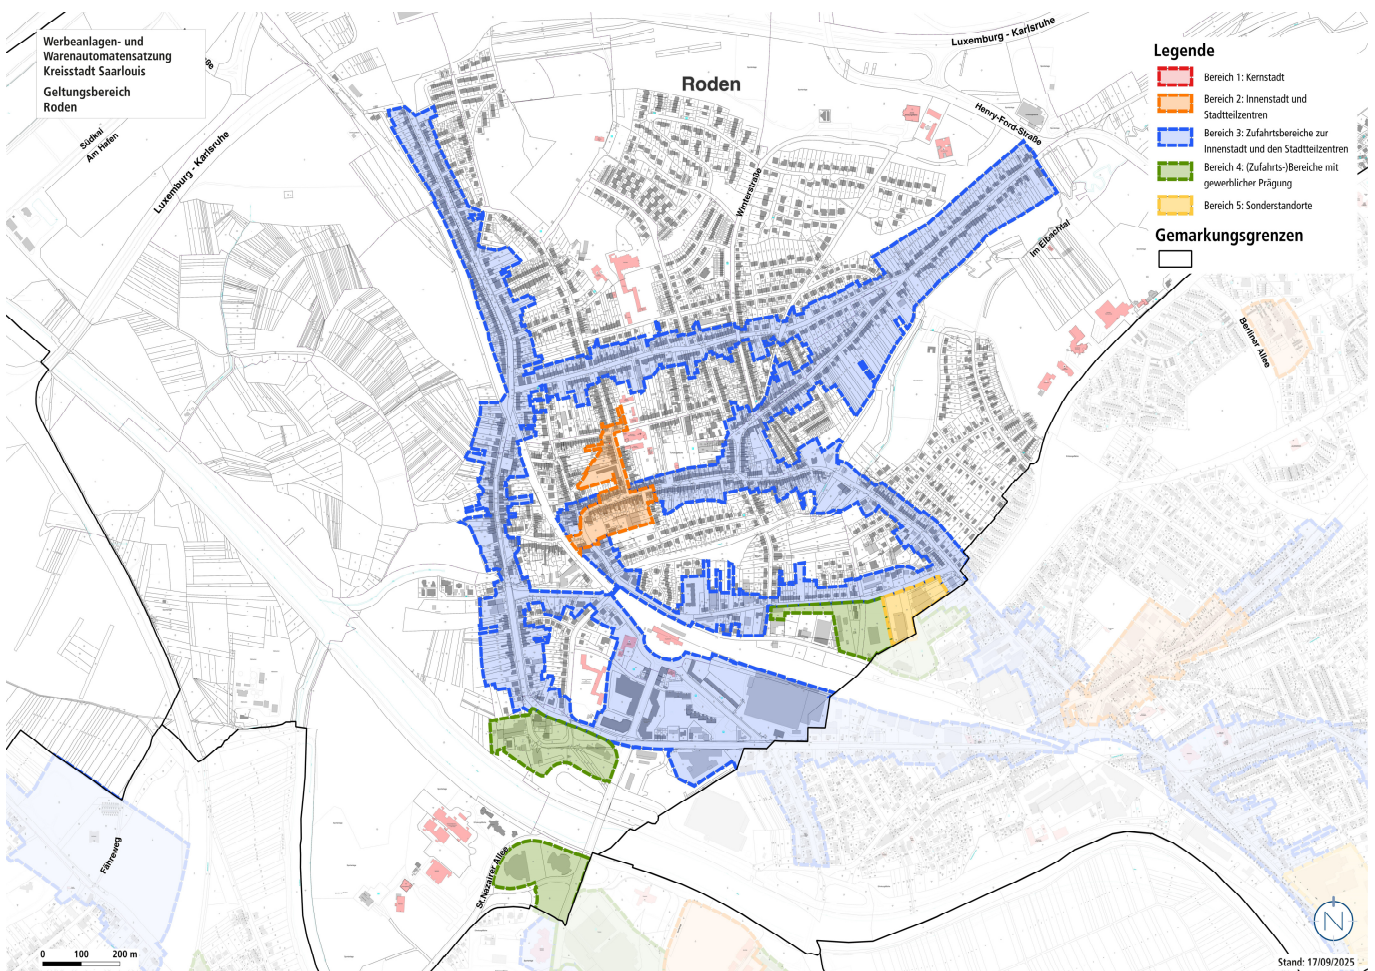 Werbeanlagen- und
Warenautomatensatzung
Kreisstadt Saarlouis
Geltungsbereich
Roden
Luxemburg - Karlsruhe
Roden
Henry-Ford-Straße
Südkai
Am Hafen
Luxemburg - Karlsruhe
Winterstraße
Im Elbachtal
Berliner Allee
Fähreweg
St.Nazairer Allee
Legende
Bereich 1: Kernstadt
Bereich 2: Innenstadt und
Stadtteilzentren
Bereich 3: Zufahrtsbereiche zur
Innenstadt und den Stadtteilzentren
Bereich 4: (Zufahrts-)Bereiche mit
gewerblicher Prägung
Bereich 5: Sonderstandorte
Gemarkungsgrenzen
0 100 200 m
N
Stand: 17/09/2025